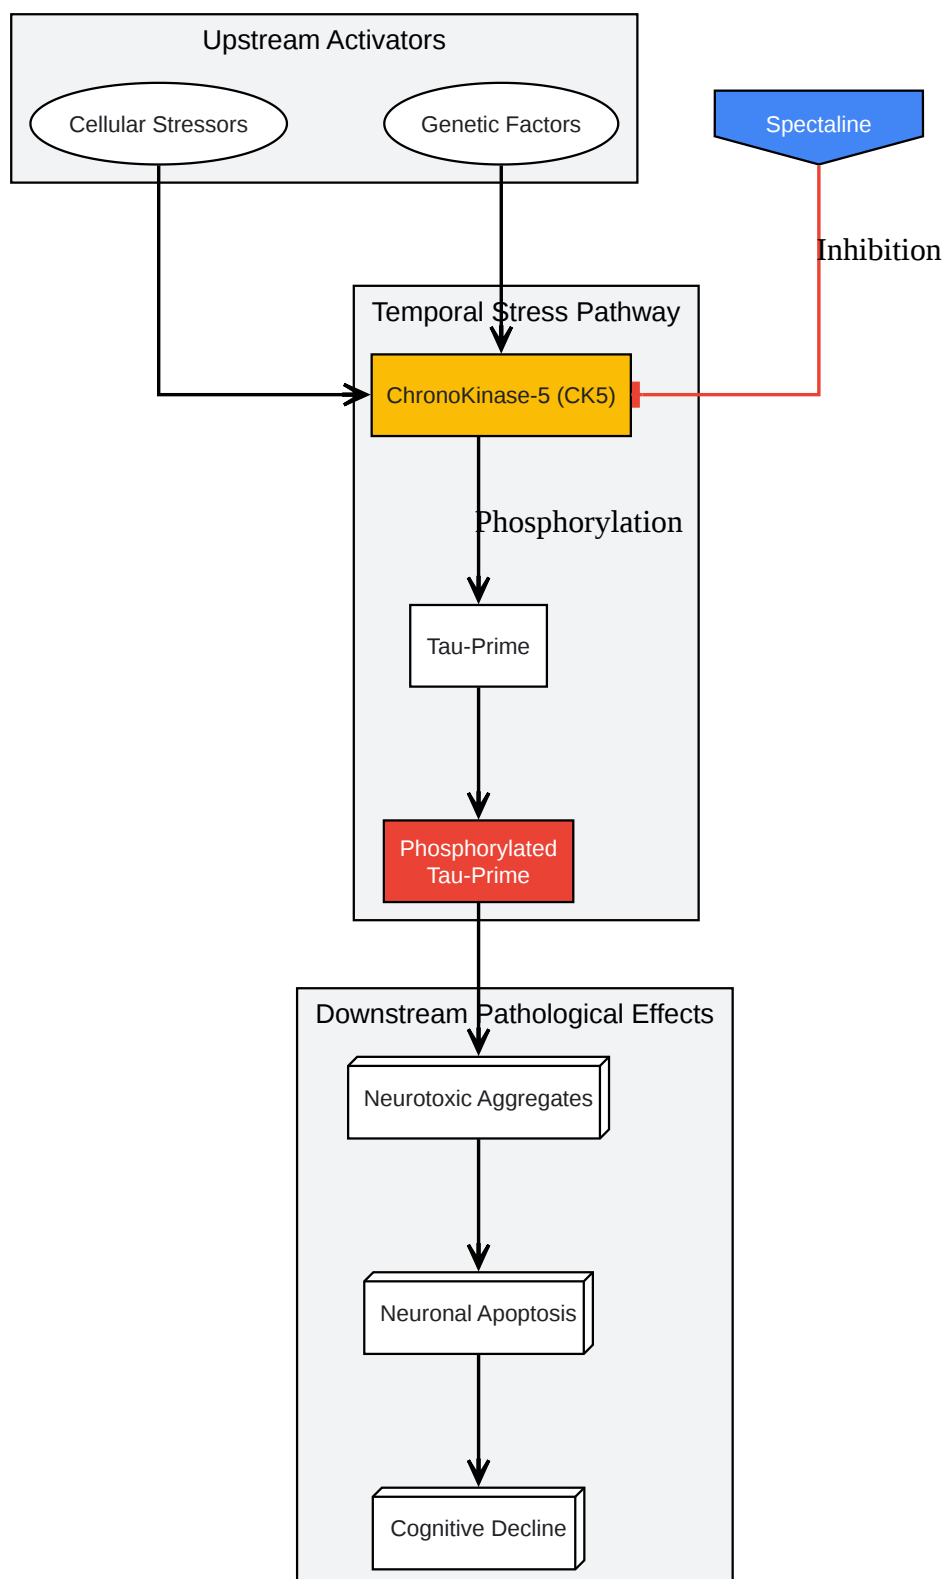 Upstream Activators
Cellular Stressors
Genetic Factors
Spectaline
Inhibition
Temporal Stress Pathway
ChronoKinase-5 (CK5)
Phosphorylation
Tau-Prime
Phosphorylated
Tau-Prime
Downstream Pathological Effects
Neurotoxic Aggregates
Neuronal Apoptosis
Cognitive Decline